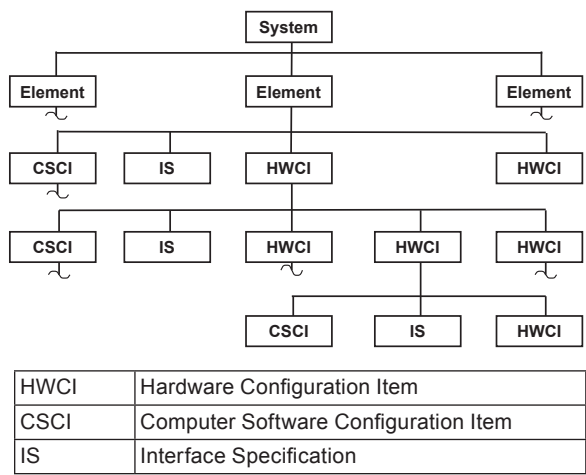 System
Element Element Element
CSCI IS HWCI HWCI
CSCI IS HWCI HWCI HWCI
CSCI IS HWCI
HWCI Hardware Configuration Item
CSCI Computer Software Configuration Item
IS Interface Specification